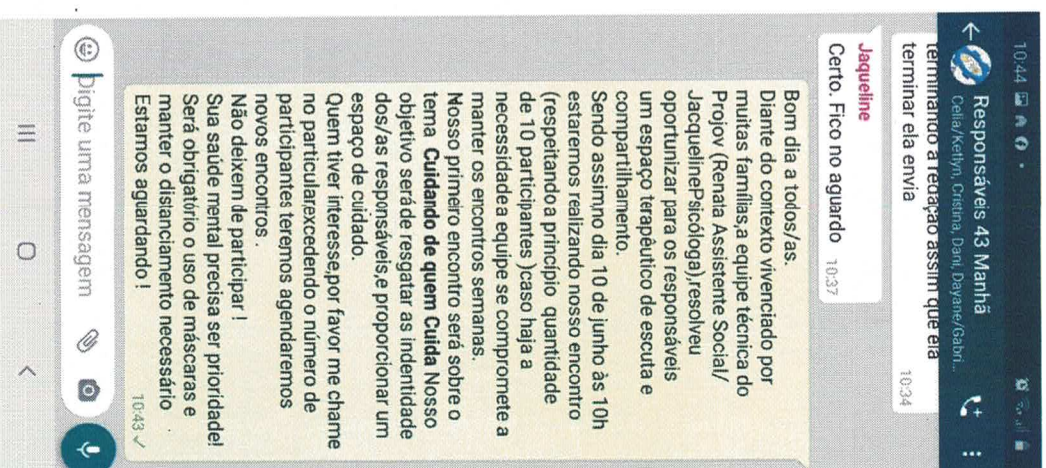 10:44
Responsáveis 43 Manhã
Celia/Ketlyn, Cristina, Dani, Dayane/Gabri...
terminando a redação assim que ela
terminar ela envia
10:34
Jaqueline
Certo. Fico no aguardo 10:37
Bom dia a todos/as.
Diante do contexto vivenciado por
muitas famílias,a equipe técnica do
Projov (Renata Assistente Social/
JacquelinePsicóloga),resolveu
oportunizar para os responsáveis
um espaço terapêutico de escuta e
compartilhamento.
Sendo assim,no dia 10 de junho às 10h
estaremos realizando nosso encontro
(respeitandoa principio quantidade
de 10 participantes )caso haja a
necessidadea equipe se compromete a
manter os encontros semanas.
Nosso primeiro encontro será sobre o
tema Cuidando de quem Cuida Nosso
objetivo seráde resgatar as indentidade
dos/as responsáveis,e proporcionar um
espaço de cuidado.
Quem tiver interesse,por favor me chame
no particular,excedendo o número de
participantes teremos agendaremos
novos encontros .
Não deixem de participar !
Sua saúde mental precisa ser prioridade!
Será obrigatório o uso de máscaras e
manter o distanciamento necessário
Estamos aguardando !
10:43
Digite uma mensagem